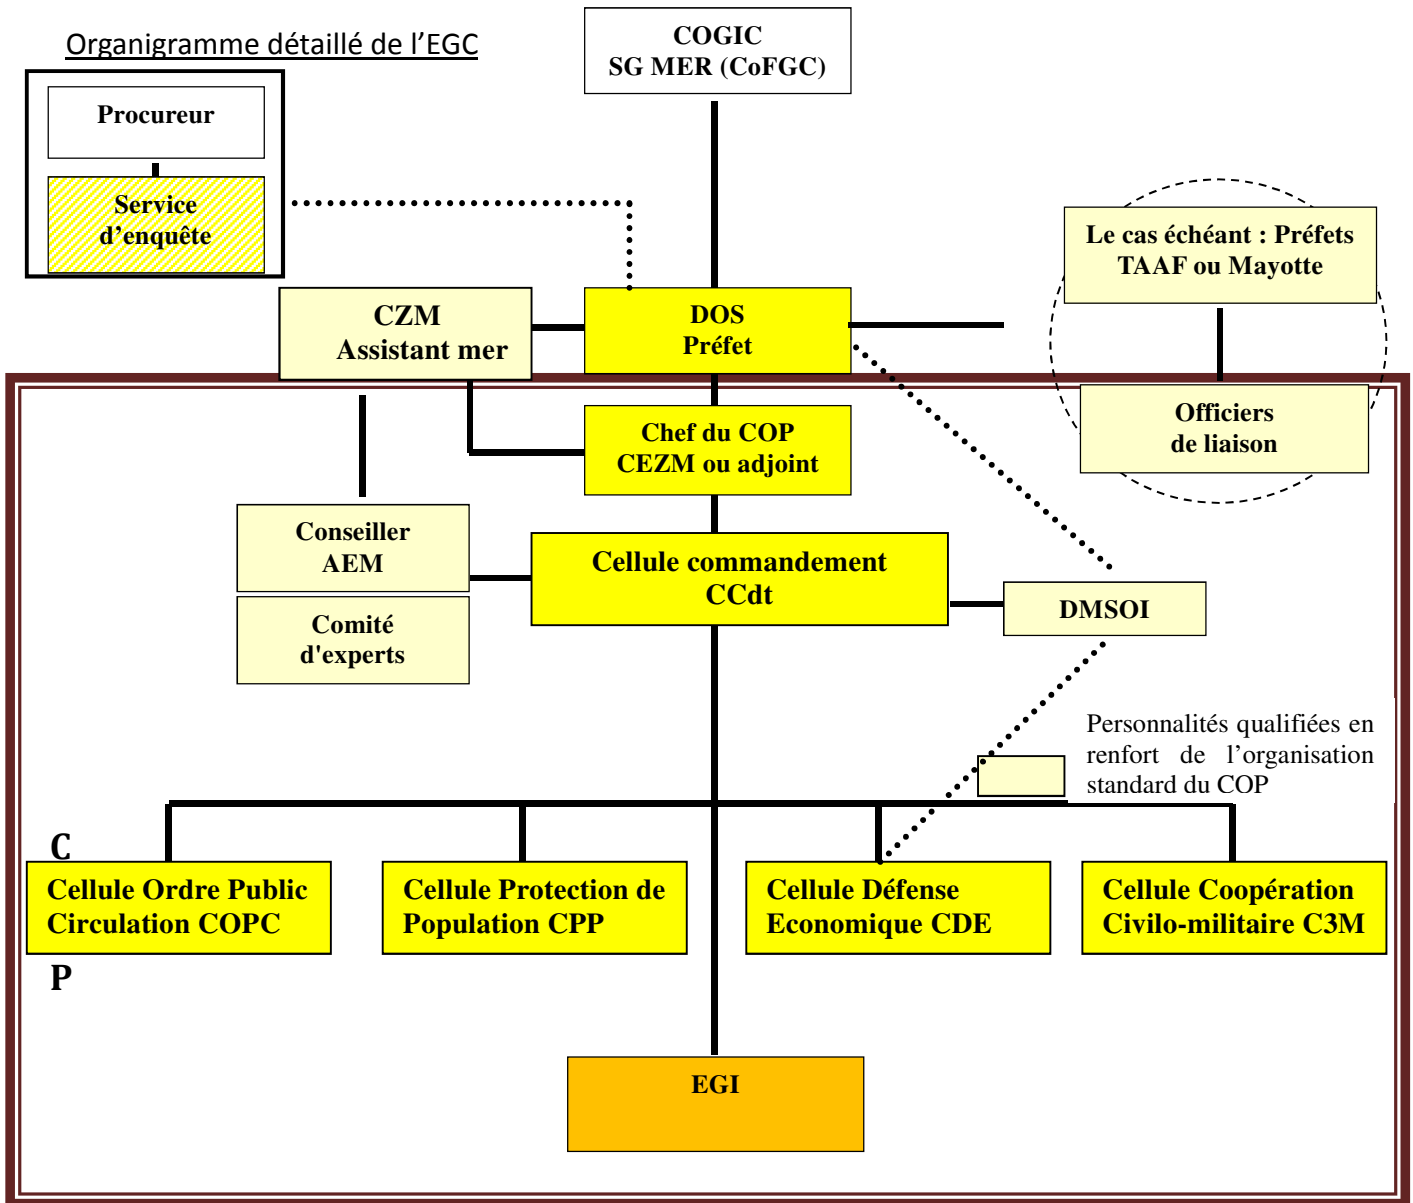 Organigramme détaillé de l'EGC
COGIC
SG MER (CoFGC)
Procureur
Service
d'enquête
Le cas échéant : Préfets
TAAF ou Mayotte
CZM
Assistant mer
DOS
Préfet
Officiers
de liaison
Chef du COP
CEZM ou adjoint
Conseiller
AEM
Cellule commandement
CCdt
DMSOI
Comité
d'experts
Personnalités qualifiées en
renfort de l'organisation
standard du COP
C
Cellule Ordre Public
Circulation COPC
Cellule Protection de
Population CPP
Cellule Défense
Economique CDE
Cellule Coopération
Civilo-militaire C3M
P
EGI